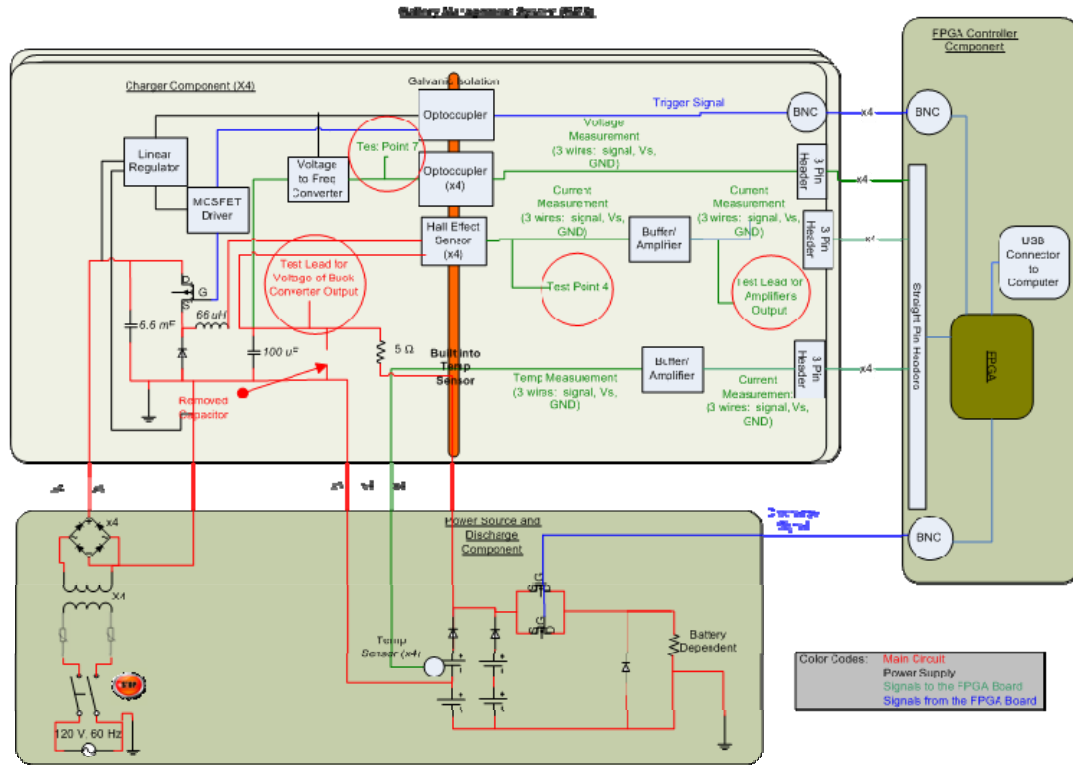 Battery Management System (BMS)
FPGA Controller
Component
Charger Component (X4)
Galvanic Isolation
Optoccupler
Trigger Signal
BNC
x4
BNC
Voltage
Measurement
(3 wires: signal, Vs,
GND)
Linear
Regulator
Test Point 7
Voltage
to Freq
Converter
Optoccupler
(x4)
3 Pin
Header
x4
MCSFET
Driver
Hall Effect
Sensor
(x4)
Current
Measurement
(3 wires: signal, Vs,
GND)
Buffer/
Amplifier
Current
Measurement
(3 wires: signal, Vs,
GND)
3 Pin
Header
USB
Connector
to
Computer
Test Lead for
Voltage of Buck
Converter Output
Test Point 4
Test Lead for
Amplifiers
Output
D
G
S
66 uH
6.6 mF
100 uF
5 Ω
Built into
Temp
Sensor
Straight Pin Headers
FPGA
Buffer/
Amplifier
3 Pin
Header
x4
Temp Measurement
(3 wires: signal, Vs,
GND)
Current
Measurement
(3 wires: signal, Vs,
GND)
Removed
Capacitor
x4
Power Source and
Discharge
Component
Discharge
Signal
BNC
X4
S
G
D
S
G
D
Temp
Sensor (x4)
Battery
Dependent
120 V, 60 Hz
Color Codes:
Main Circuit
Power Supply
Signals to the FPGA Board
Signals from the FPGA Board